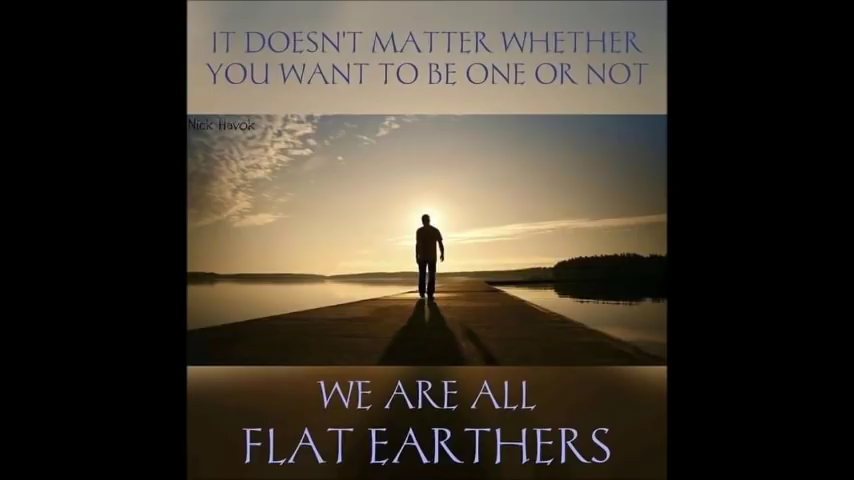 IT DOESN'T MATTER WHETHER
YOU WANT TO BE ONE OR NOT
Nick Havok
WE ARE ALL
FLAT EARTHERS